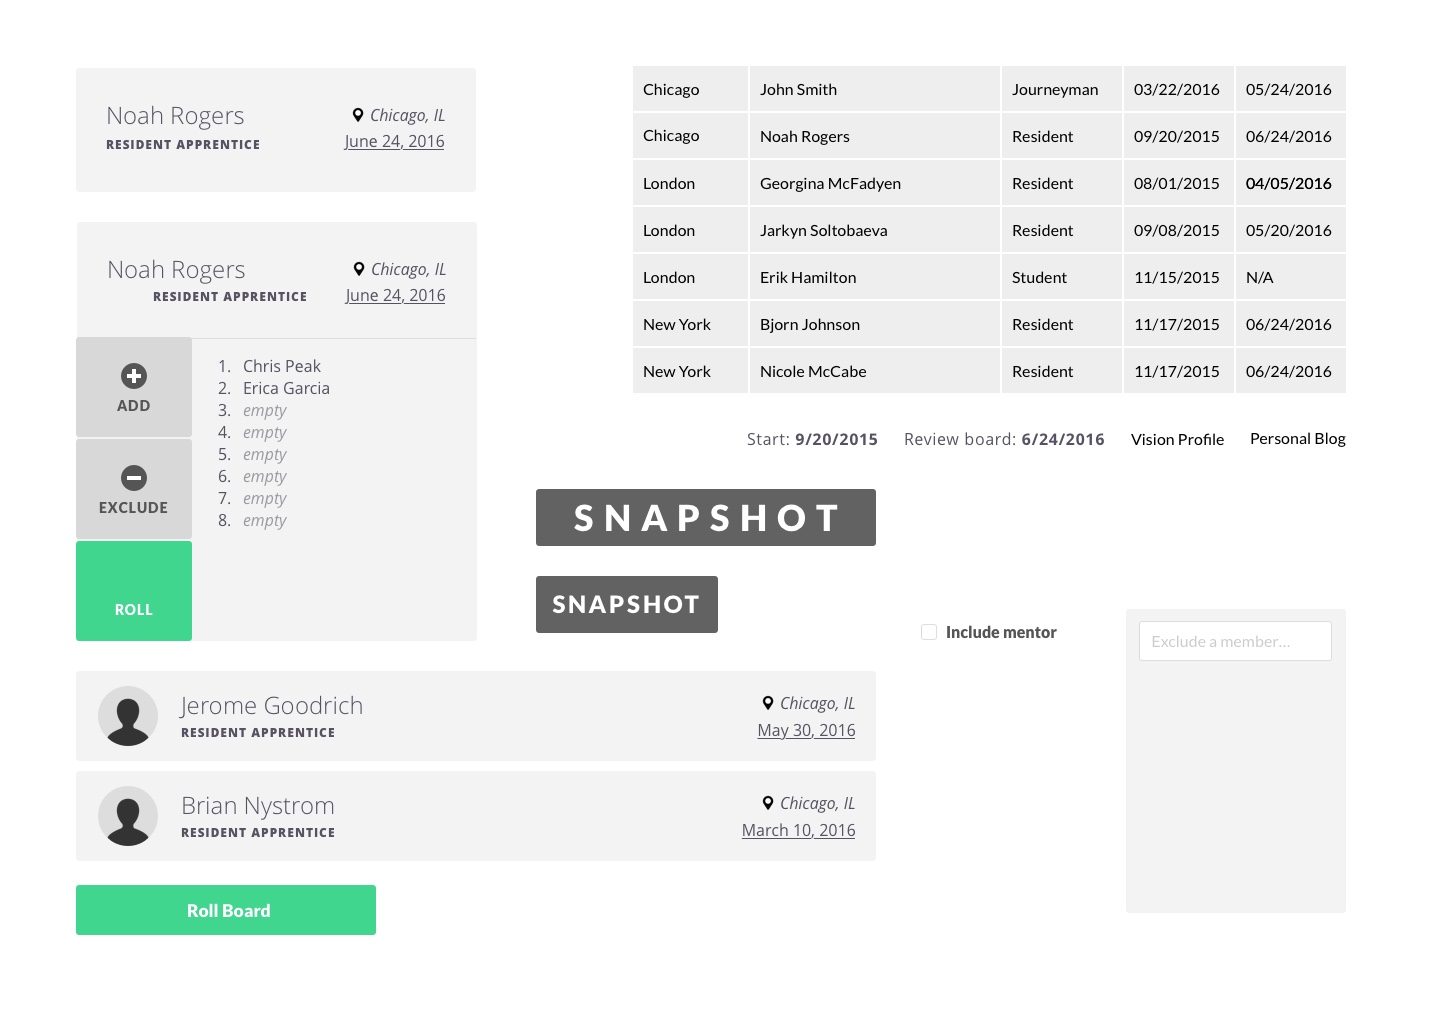 Noah Rogers
RESIDENT APPRENTICE
Chicago, IL
June 24, 2016
Noah Rogers
RESIDENT APPRENTICE
Chicago, IL
June 24, 2016
ADD
EXCLUDE
ROLL
1. Chris Peak
2. Erica Garcia
3. empty
4. empty
5. empty
6. empty
7. empty
8. empty
Chicago John Smith Journeyman 03/22/2016 05/24/2016
Chicago Noah Rogers Resident 09/20/2015 06/24/2016
London Georgina McFadyen Resident 08/01/2015 04/05/2016
London Jarkyn Soltobaeva Resident 09/08/2015 05/20/2016
London Erik Hamilton Student 11/15/2015 N/A
New York Bjorn Johnson Resident 11/17/2015 06/24/2016
New York Nicole McCabe Resident 11/17/2015 06/24/2016
Start: 9/20/2015 Review board: 6/24/2016 Vision Profile Personal Blog
SNAPSHOT
SNAPSHOT
Include mentor
Exclude a member...
Jerome Goodrich
RESIDENT APPRENTICE
Chicago, IL
May 30, 2016
Brian Nystrom
RESIDENT APPRENTICE
Chicago, IL
March 10, 2016
Roll Board